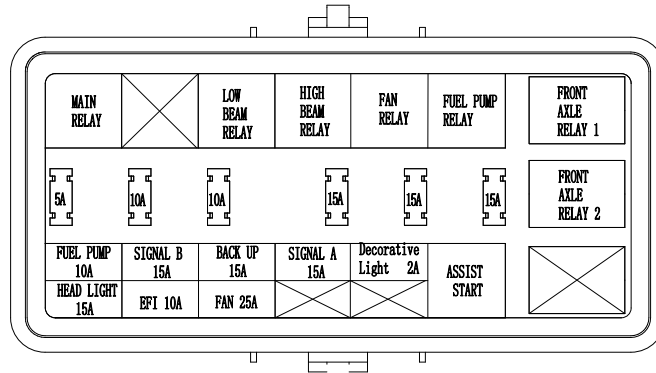 MAIN
RELAY
LOW
BEAM
RELAY
HIGH
BEAM
RELAY
FAN
RELAY
FUEL PUMP
RELAY
FRONT
AXLE
RELAY 1
5A
10A
10A
15A
15A
15A
FRONT
AXLE
RELAY 2
FUEL PUMP
10A
SIGNAL B
15A
BACK UP
15A
SIGNAL A
15A
Decorative
Light 2A
ASSIST
START
HEAD LIGHT
15A
EFI 10A
FAN 25A